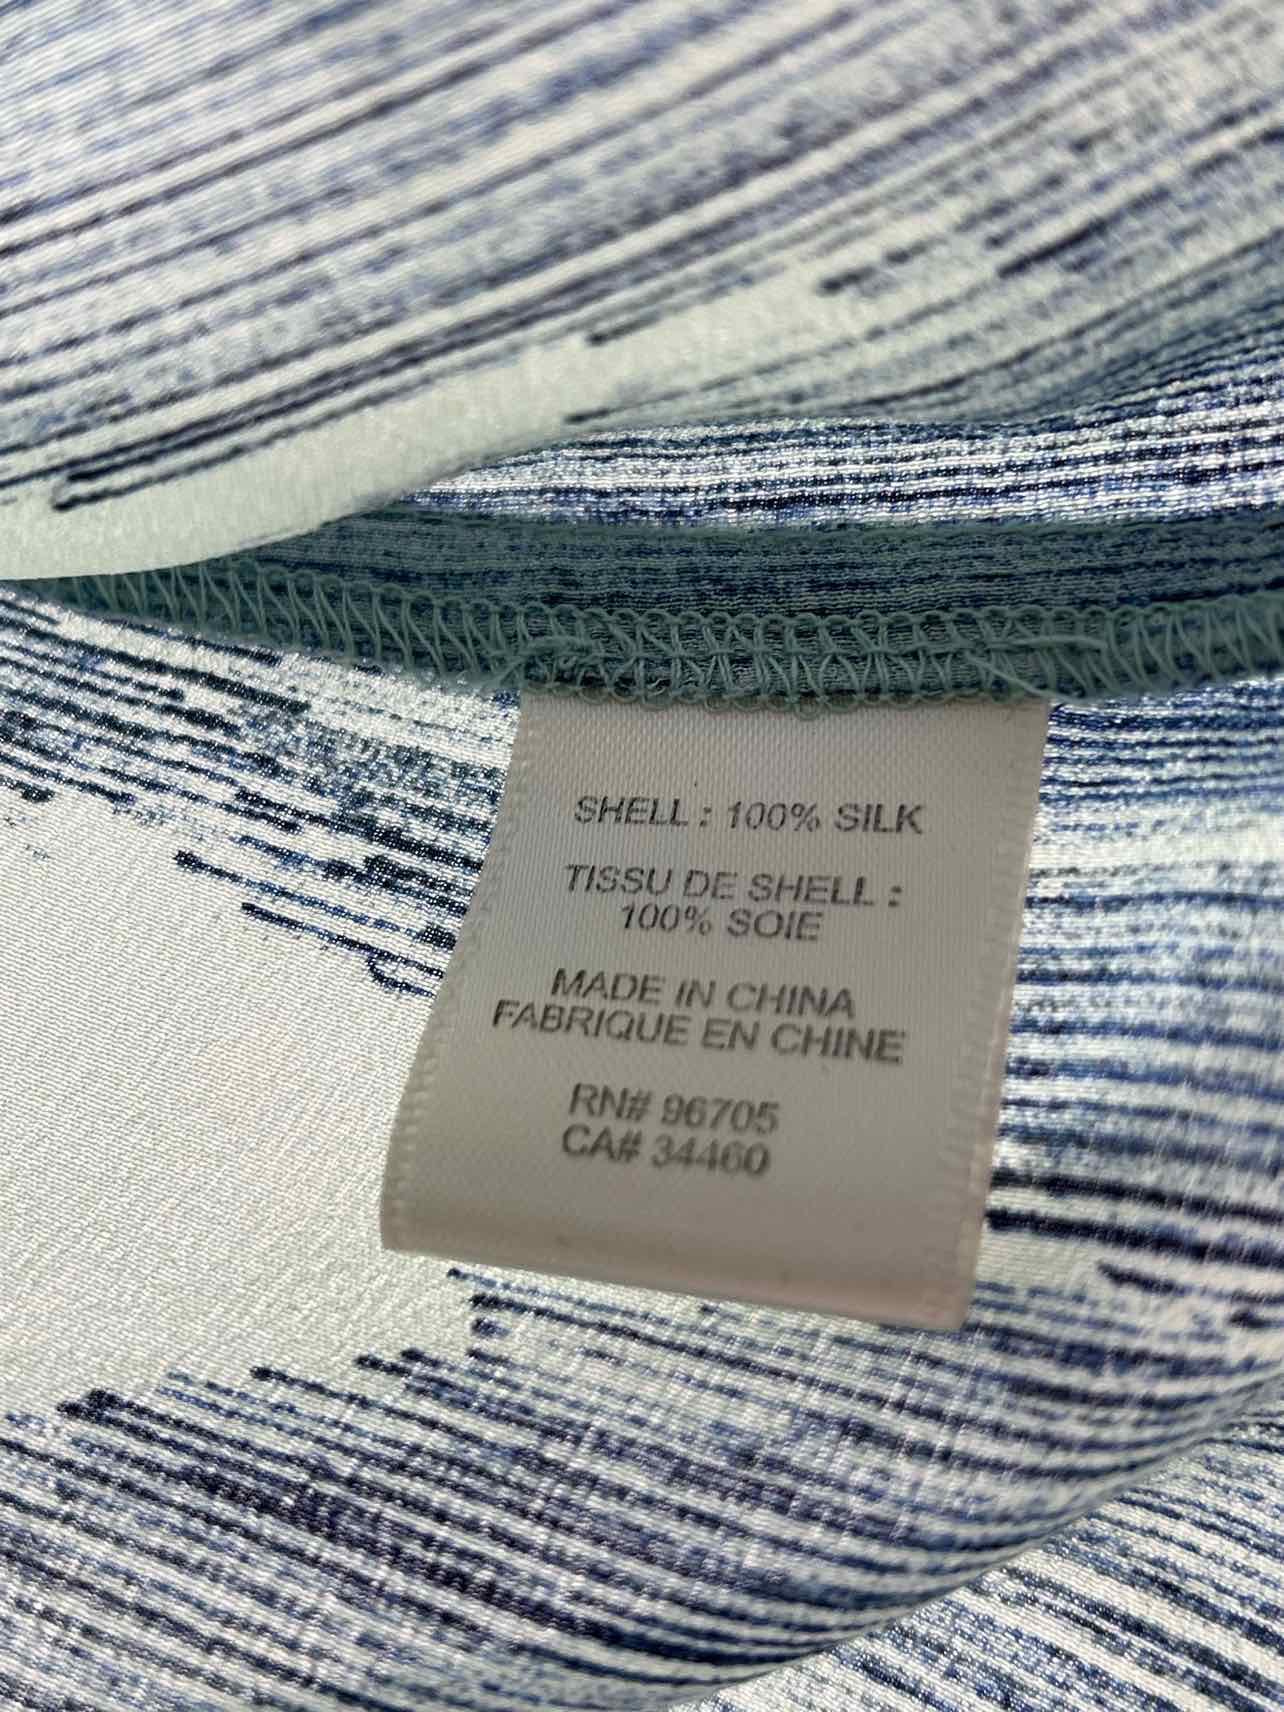 SHELL : 100% SILK
TISSU DE SHELL :
100% SOIE
MADE IN CHINA
FABRIQUE EN CHINE
RN# 96705
CA# 34460